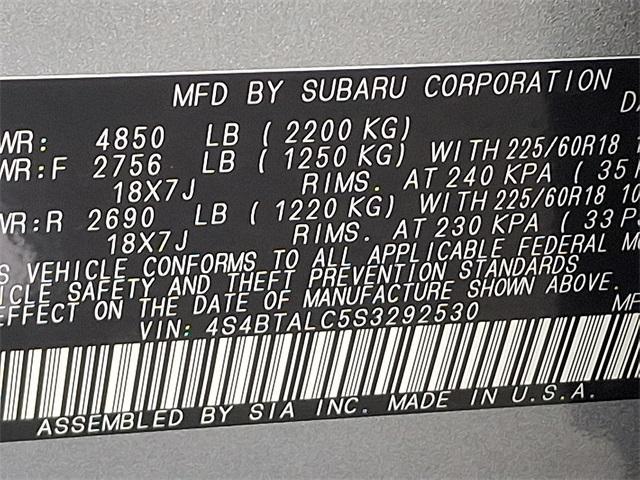 MFD BY SUBARU CORPORATION
WR: 4850 LB ( 2200 KG)
WR:F 2756 LB ( 1250 KG) WITH 225/60R18
18X7J RIMS. AT 240 KPA ( 35
WR:R 2690 LB ( 1220 KG) WITH 225/60R18
18X7J RIMS. AT 230 KPA ( 33 P
S VEHICLE CONFORMS TO ALL APPLICABLE FEDERAL M
ICLE SAFETY AND THEFT PREVENTION STANDARDS
EFFECT ON THE DATE OF MANUFACTURE SHOWN ABOVE.
VIN: 4S4BTALC5S3292530
ASSEMBLED BY SIA INC. MADE IN U.S.A.